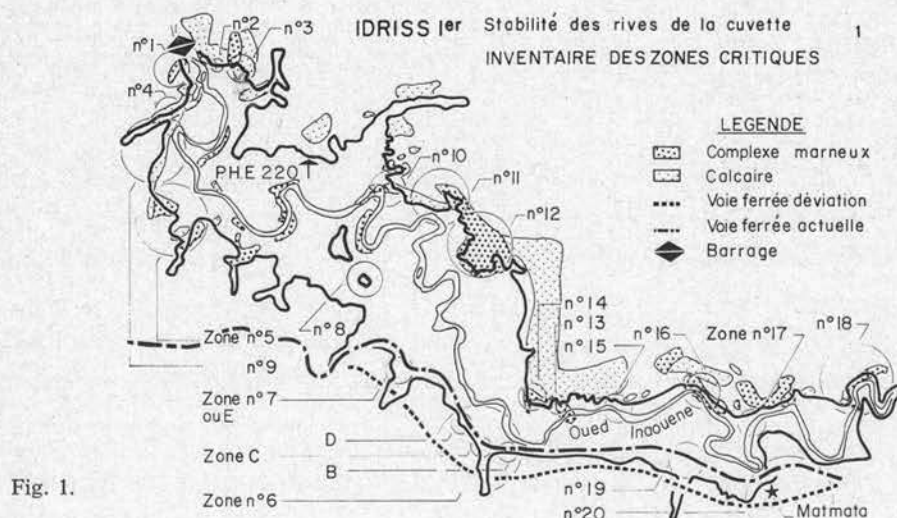 IDRISS Ier Stabilité des rives de la cuvette 1
INVENTAIRE DES ZONES CRITIQUES
n°1
n°2
n°3
n°4
P.H.E 220
n°10
n°11
n°12
LEGENDE
Complexe marneux
Calcaire
Voie ferrée déviation
Voie ferrée actuelle
Barrage
n°14
n°13
n°15
n°16
Zone n°17
n°18
n°8
Zone n°5
n°9
Zone n°7
ou E
D
Zone C
B
Zone n°6
Oued Inaouene
n°19
n°20
Matmata
Fig. 1.